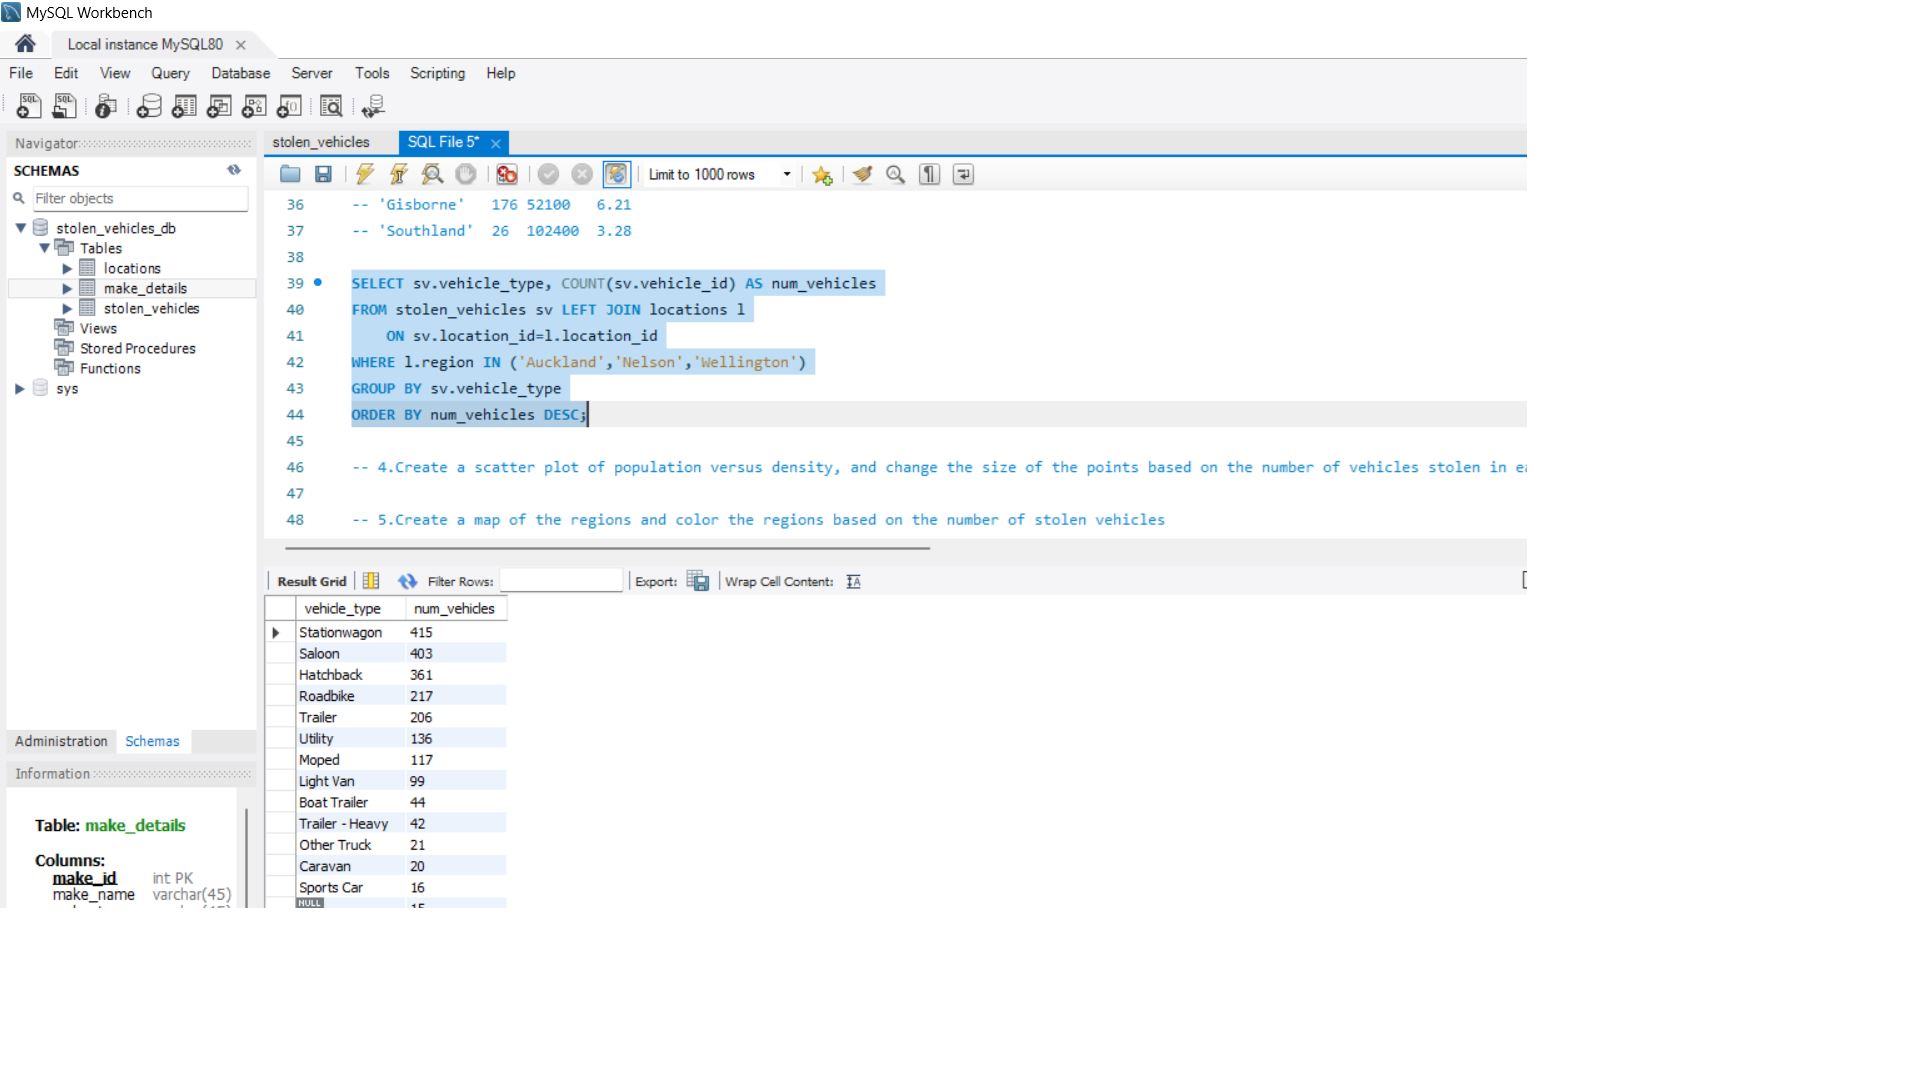 MySQL Workbench
Local instance MySQL80
File Edit View Query Database Server Tools Scripting Help
Navigator
SCHEMAS
Filter objects
stolen_vehicles_db
Tables
locations
make_details
stolen_vehicles
Views
Stored Procedures
Functions
sys
Administration Schemas
Information
Table: make_details
Columns:
make_id int PK
make_name varchar(45)
stolen_vehicles SQL File 5*
Limit to 1000 rows
36 -- 'Gisborne' 176 52100 6.21
37 -- 'Southland' 26 102400 3.28
38
39 SELECT sv.vehicle_type, COUNT(sv.vehicle_id) AS num_vehicles
40 FROM stolen_vehicles sv LEFT JOIN locations l
41 ON sv.location_id=l.location_id
42 WHERE l.region IN ('Auckland','Nelson','Wellington')
43 GROUP BY sv.vehicle_type
44 ORDER BY num_vehicles DESC;
45
46 -- 4.Create a scatter plot of population versus density, and change the size of the points based on the number of vehicles stolen in
47
48 -- 5.Create a map of the regions and color the regions based on the number of stolen vehicles
Result Grid Filter Rows: Export: Wrap Cell Content:
vehicle_type num_vehicles
Stationwagon 415
Saloon 403
Hatchback 361
Roadbike 217
Trailer 206
Utility 136
Moped 117
Light Van 99
Boat Trailer 44
Trailer - Heavy 42
Other Truck 21
Caravan 20
Sports Car 16
NULL